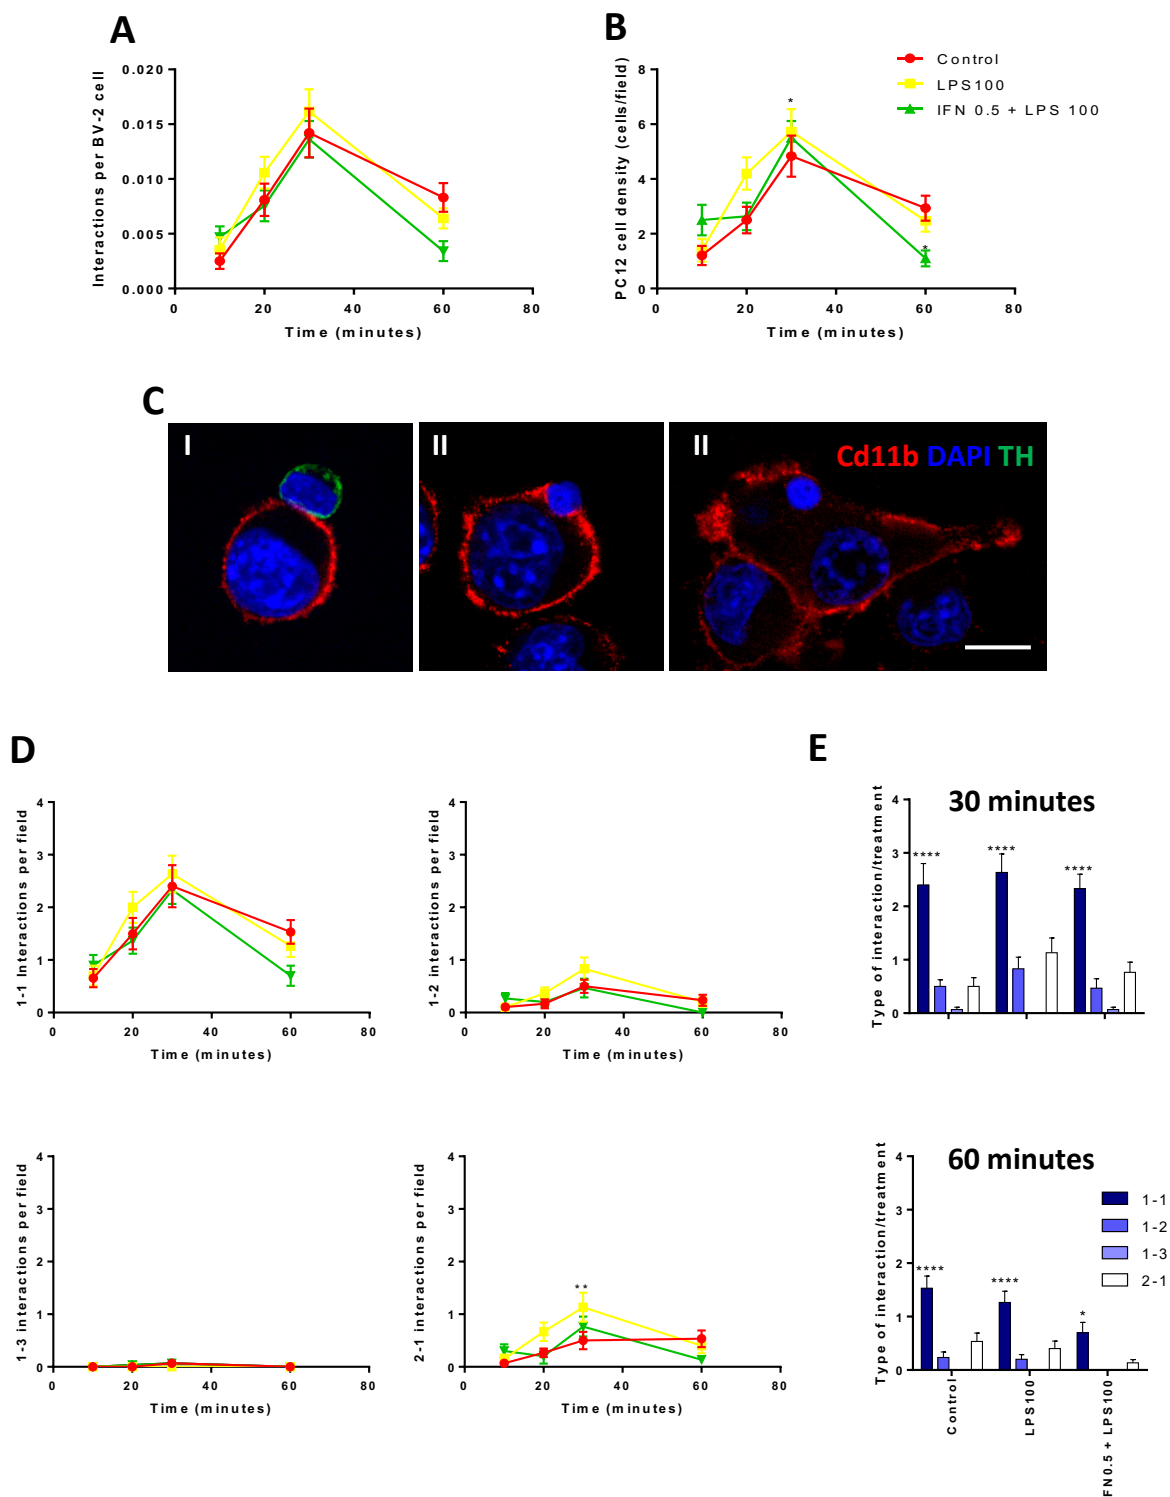 A
B
Control
LPS100
IFN 0.5 + LPS 100
Interactions per BV-2 cell
0.020
0.015
0.010
0.005
0.000
0 20 40 60 80
Time (minutes)
PC12 cell density (cells/field)
8
6
4
2
0
*
*
0 20 40 60 80
Time (minutes)
C
I
II
II
Cd11b DAPI TH
D
E
1-1 Interactions per field
4
3
2
1
0
0 20 40 60 80
Time (minutes)
1-2 interactions per field
4
3
2
1
0
0 20 40 60 80
Time (minutes)
30 minutes
Type of interaction/treatment
4
3
2
1
0
**** **** ****
1-3 interactions per field
4
3
2
1
0
0 20 40 60 80
Time (minutes)
2-1 interactions per field
4
3
2
1
0
**
0 20 40 60 80
Time (minutes)
60 minutes
Type of interaction/treatment
4
3
2
1
0
**** **** *
1-1
1-2
1-3
2-1
Control
LPS100
FN0.5 + LPS100